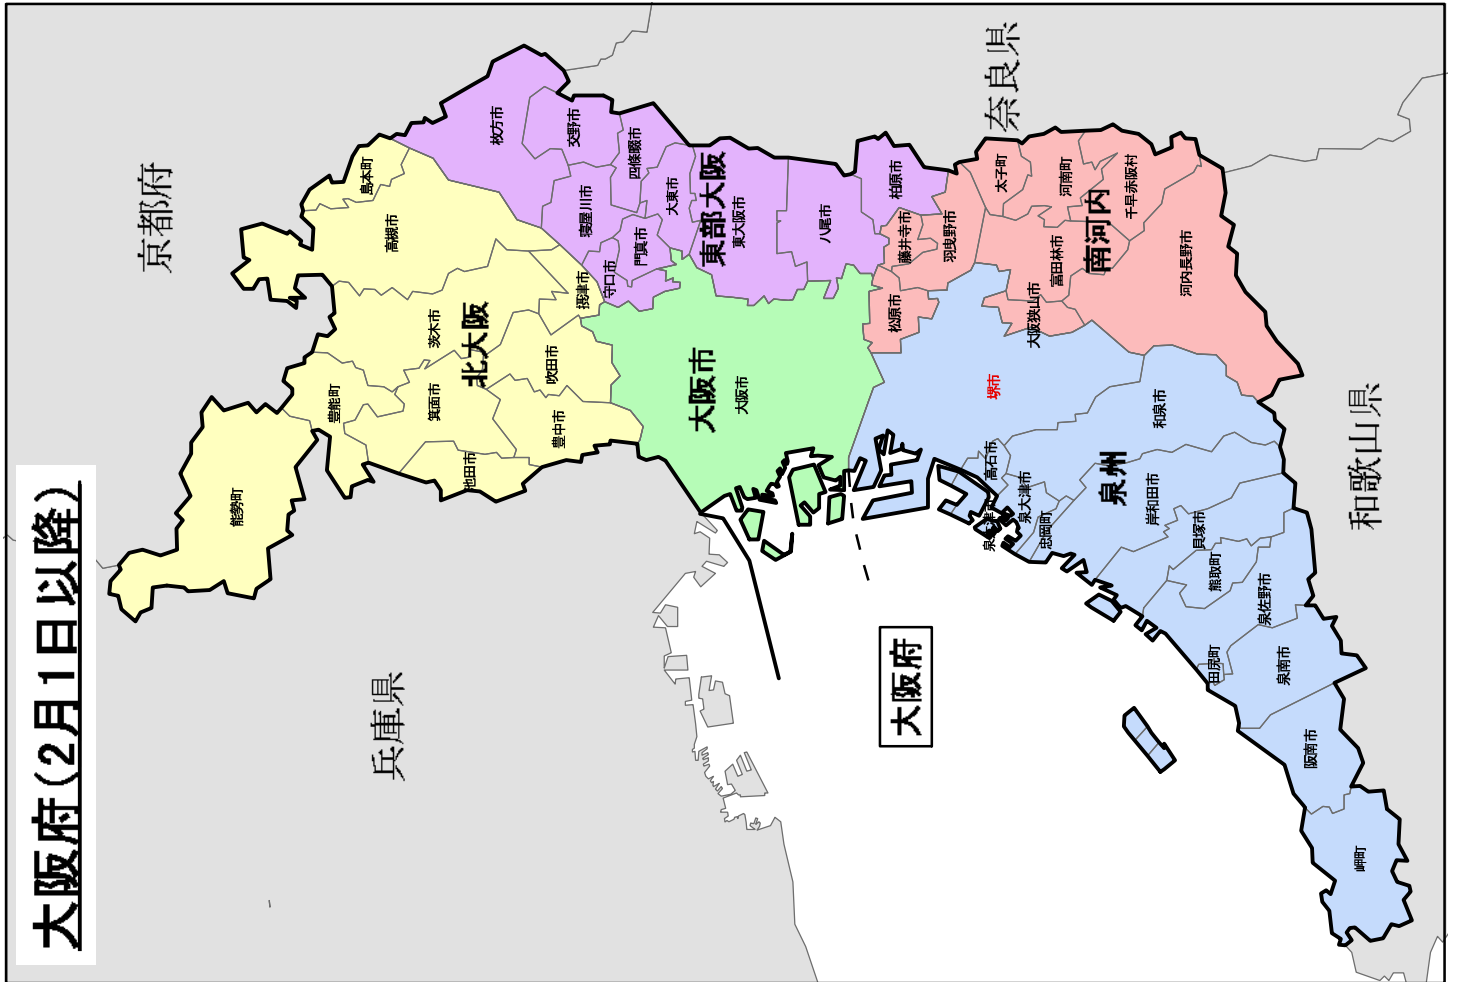 大阪府(2月1日以降)
京都府
兵庫県
奈良県
和歌山県
大阪府
北大阪
能勢町
豊能町
池田市
箕面市
豊中市
茨木市
吹田市
高槻市
島本町
摂津市
東部大阪
枚方市
交野市
寝屋川市
四條畷市
守口市
門真市
大東市
東大阪市
八尾市
柏原市
大阪市
大阪市
南河内
松原市
藤井寺市
羽曳野市
太子町
河南町
千早赤阪村
富田林市
大阪狭山市
河内長野市
泉州
堺市
高石市
泉大津市
泉大津市
忠岡町
和泉市
岸和田市
貝塚市
熊取町
泉佐野市
田尻町
泉南市
阪南市
岬町